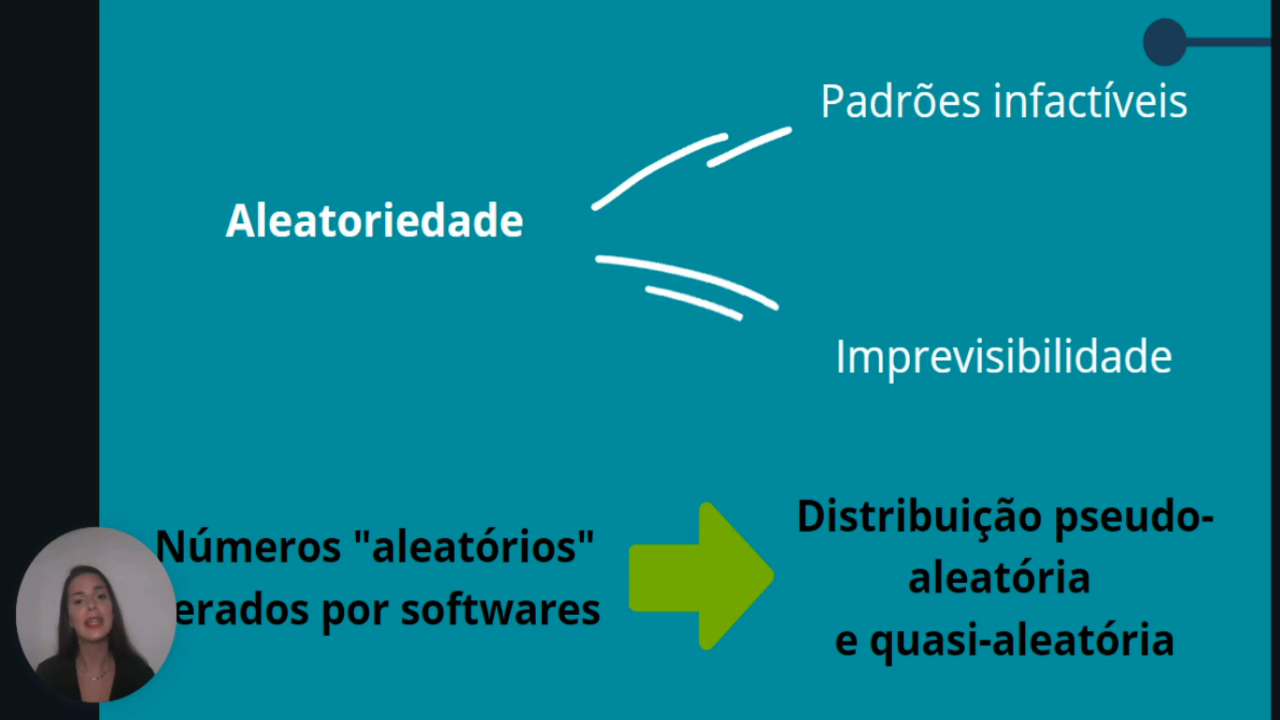 Padrões infactíveis
Aleatoriedade
Imprevisibilidade
Números "aleatórios"
erados por softwares
Distribuição pseudo-
aleatória
e quasi-aleatória